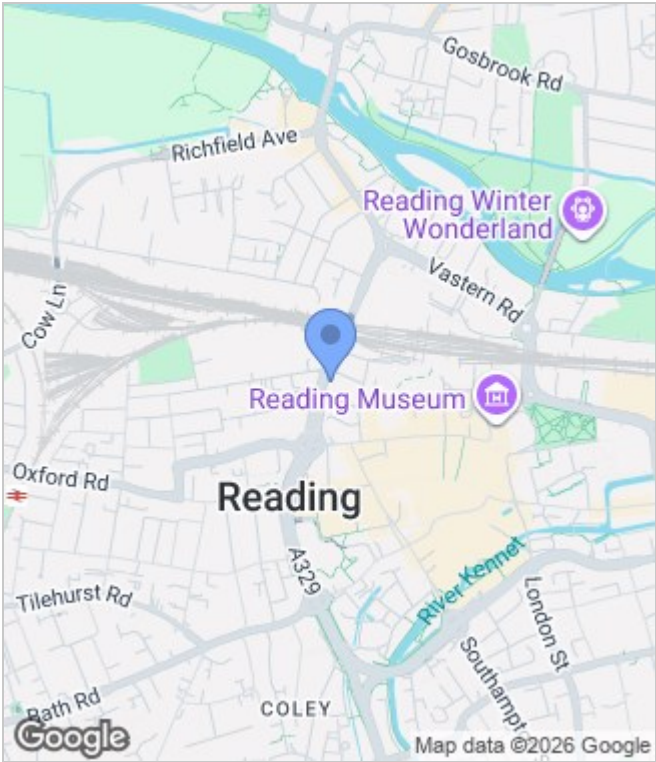 Gosbrook Rd
Richfield Ave
Reading Winter
Wonderland
Vastern Rd
Cow Ln
Reading Museum
Oxford Rd
Reading
A329
River Kennet
Tilehurst Rd
London St
Southampt
Bath Rd
COLEY
Google
Map data ©2026 Google